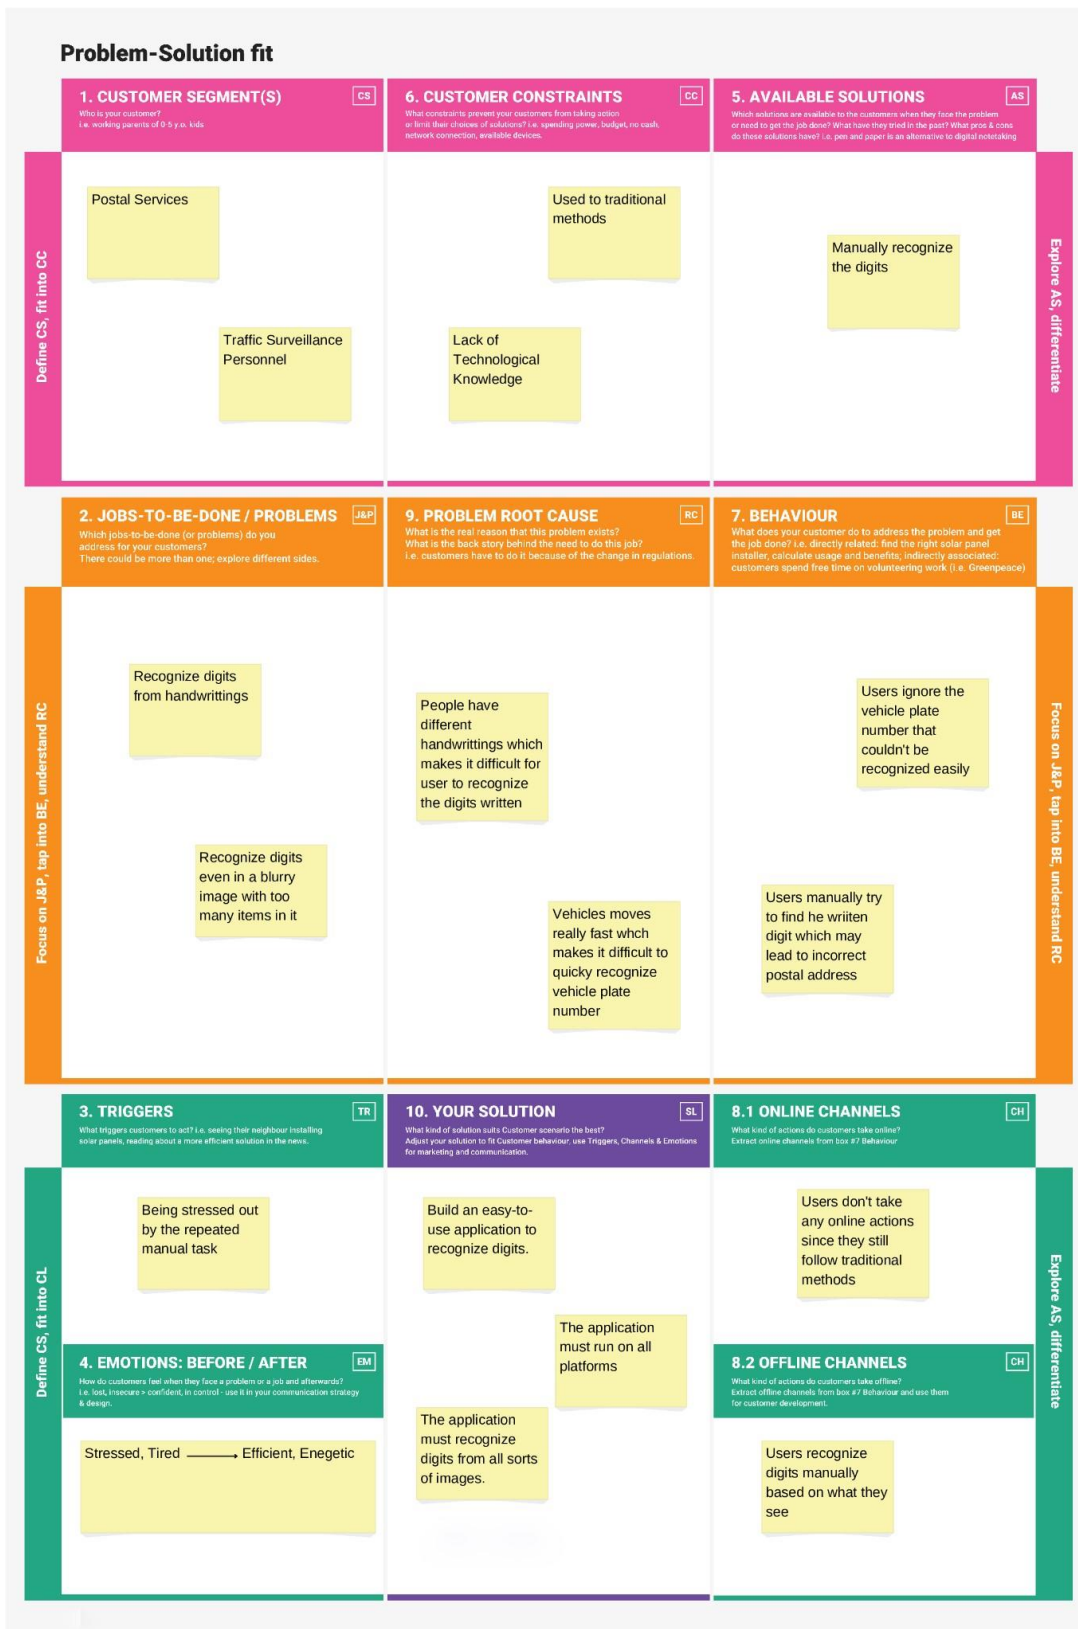 Problem-Solution fit
1. CUSTOMER SEGMENT(S)
CS
Who is your customer?
i.e. working parents of 0-5 y.o. kids
6. CUSTOMER CONSTRAINTS
CC
What constraints prevent your customers from taking action
or limit their choices of solutions? i.e. spending power, budget, no cash,
network connection, available devices.
5. AVAILABLE SOLUTIONS
AS
Which solutions are available to the customers when they face the problem
or need to get the job done? What have they tried in the past? What pros & cons
do these solutions have? i.e. pen and paper is an alternative to digital notetaking
Define CS, fit into CC
Postal Services
Traffic Surveillance
Personnel
Used to traditional
methods
Lack of
Technological
Knowledge
Manually recognize
the digits
Explore AS, differentiate
2. JOBS-TO-BE-DONE / PROBLEMS
J&P
Which jobs-to-be-done (or problems) do you
address for your customers?
There could be more than one; explore different sides.
9. PROBLEM ROOT CAUSE
RC
What is the real reason that this problem exists?
What is the back story behind the need to do this job?
i.e. customers have to do it because of the change in regulations.
7. BEHAVIOUR
BE
What does your customer do to address the problem and get
the job done? i.e. directly related: find the right solar panel
installer, calculate usage and benefits; indirectly associated:
customers spend free time on volunteering work (i.e. Greenpeace)
Focus on J&P, tap into BE, understand RC
Recognize digits
from handwrittings
Recognize digits
even in a blurry
image with too
many items in it
People have
different
handwrittings which
makes it difficult for
user to recognize
the digits written
Vehicles moves
really fast whch
makes it difficult to
quicky recognize
vehicle plate
number
Users ignore the
vehicle plate
number that
couldn't be
recognized easily
Users manually try
to find he wriiten
digit which may
lead to incorrect
postal address
Focus on J&P, tap into BE, understand RC
3. TRIGGERS
TR
What triggers customers to act? i.e. seeing their neighbour installing
solar panels, reading about a more efficient solution in the news.
10. YOUR SOLUTION
SL
What kind of solution suits Customer scenario the best?
Adjust your solution to fit Customer behaviour, use Triggers, Channels & Emotions
for marketing and communication.
8.1 ONLINE CHANNELS
CH
What kind of actions do customers take online?
Extract online channels from box #7 Behaviour
Define CS, fit into CL
Being stressed out
by the repeated
manual task
4. EMOTIONS: BEFORE / AFTER
EM
How do customers feel when they face a problem or a job and afterwards?
i.e. lost, insecure > confident, in control - use it in your communication strategy
& design.
Stressed, Tired ⟶ Efficient, Enegetic
Build an easy-to-
use application to
recognize digits.
The application
must run on all
platforms
The application
must recognize
digits from all sorts
of images.
Users don't take
any online actions
since they still
follow traditional
methods
8.2 OFFLINE CHANNELS
CH
What kind of actions do customers take offline?
Extract offline channels from box #7 Behaviour and use them
for customer development.
Users recognize
digits manually
based on what they
see
Explore AS, differentiate